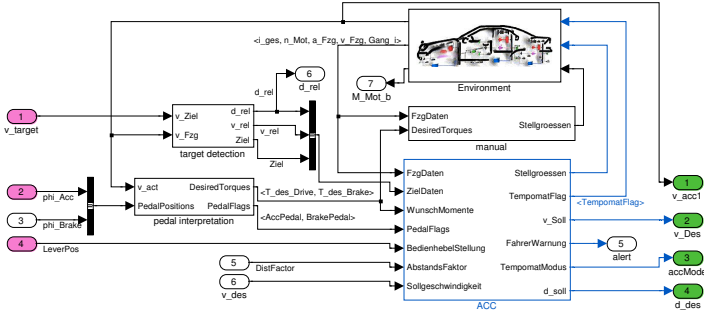 <i_ges, n_Mot, a_Fzg, v_Fzg, Gang_i>
Environment
6
d_rel
7
M_Mot_b
1
v_target
v_Ziel
v_Fzg
d_rel
v_rel
Ziel
target detection
d_rel
v_rel
Ziel
FzgDaten
DesiredTorques
Stellgroessen
manual
2
phi_Acc
3
phi_Brake
v_act
PedalPositions
DesiredTorques
PedalFlags
pedal interpretation
<T_des_Drive, T_des_Brake>
<AccPedal, BrakePedal>
4
LeverPos
5
DistFactor
6
v_des
FzgDaten
ZielDaten
WunschMomente
PedalFlags
BedienhebelStellung
AbstandsFaktor
Sollgeschwindigkeit
Stellgroessen
TempomatFlag
v_Soll
FahrerWarnung
TempomatModus
d_soll
ACC
<TempomatFlag>
1
v_acc1
2
v_Des
5
alert
3
accMode
4
d_des